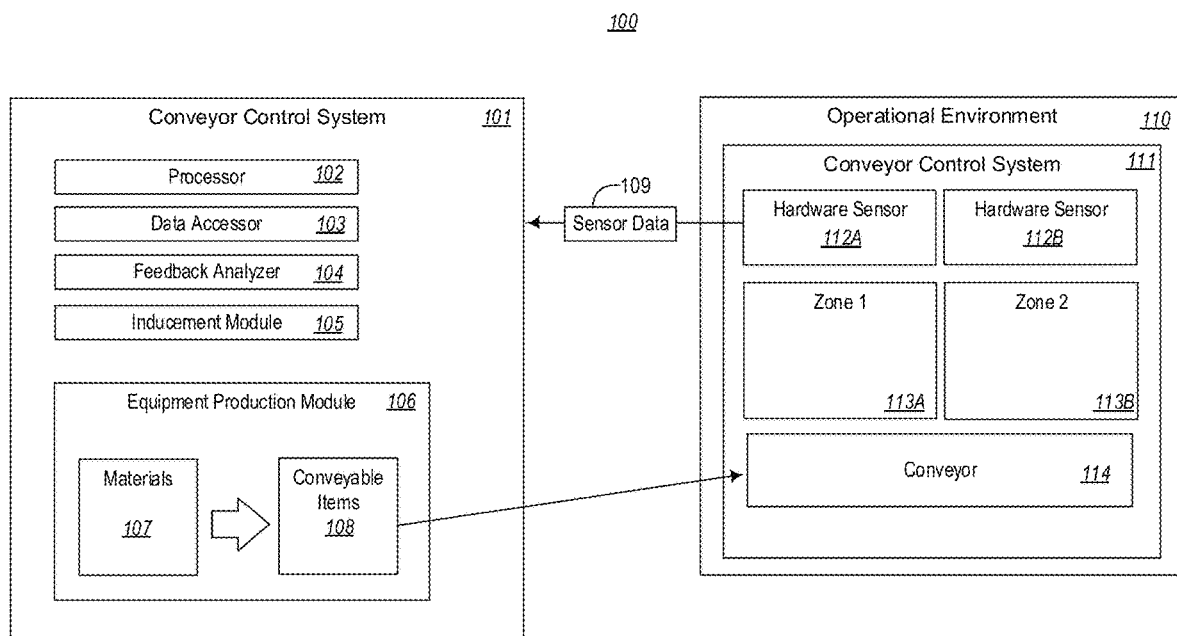 100
Conveyor Control System 101
Processor 102
Data Accessor 103
Feedback Analyzer 104
Inducement Module 105
Equipment Production Module 106
Materials
107
Conveyable
Items
108
109
Sensor Data
Operational Environment 110
Conveyor Control System 111
Hardware Sensor
112A
Hardware Sensor
112B
Zone 1
113A
Zone 2
113B
Conveyor 114